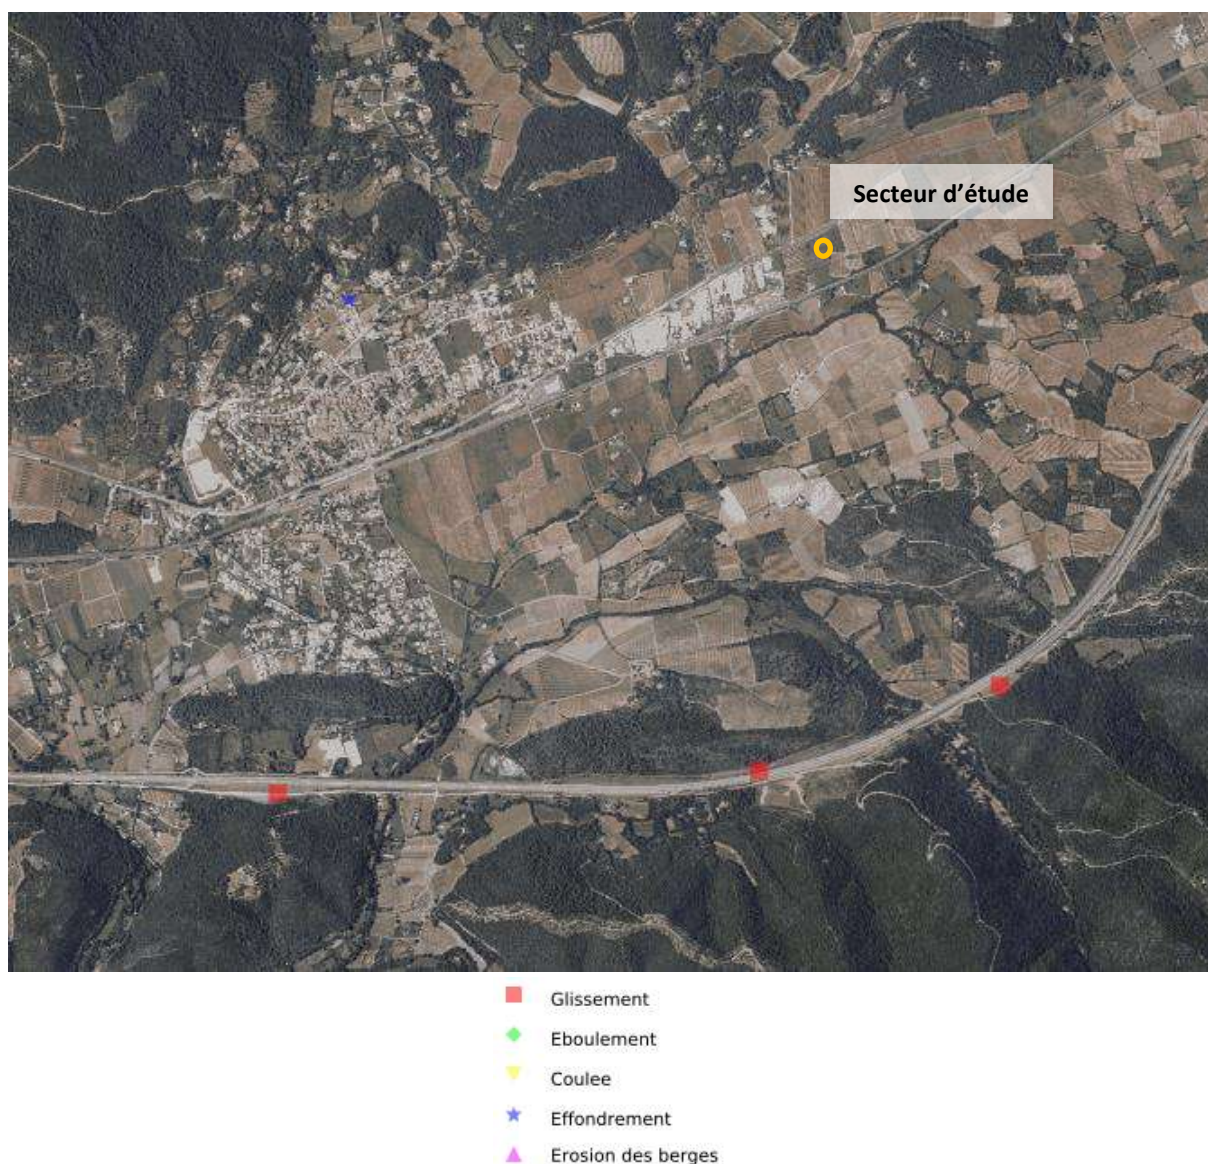 Secteur d’étude
Glissement
Eboulement
Coulee
Effondrement
Erosion des berges